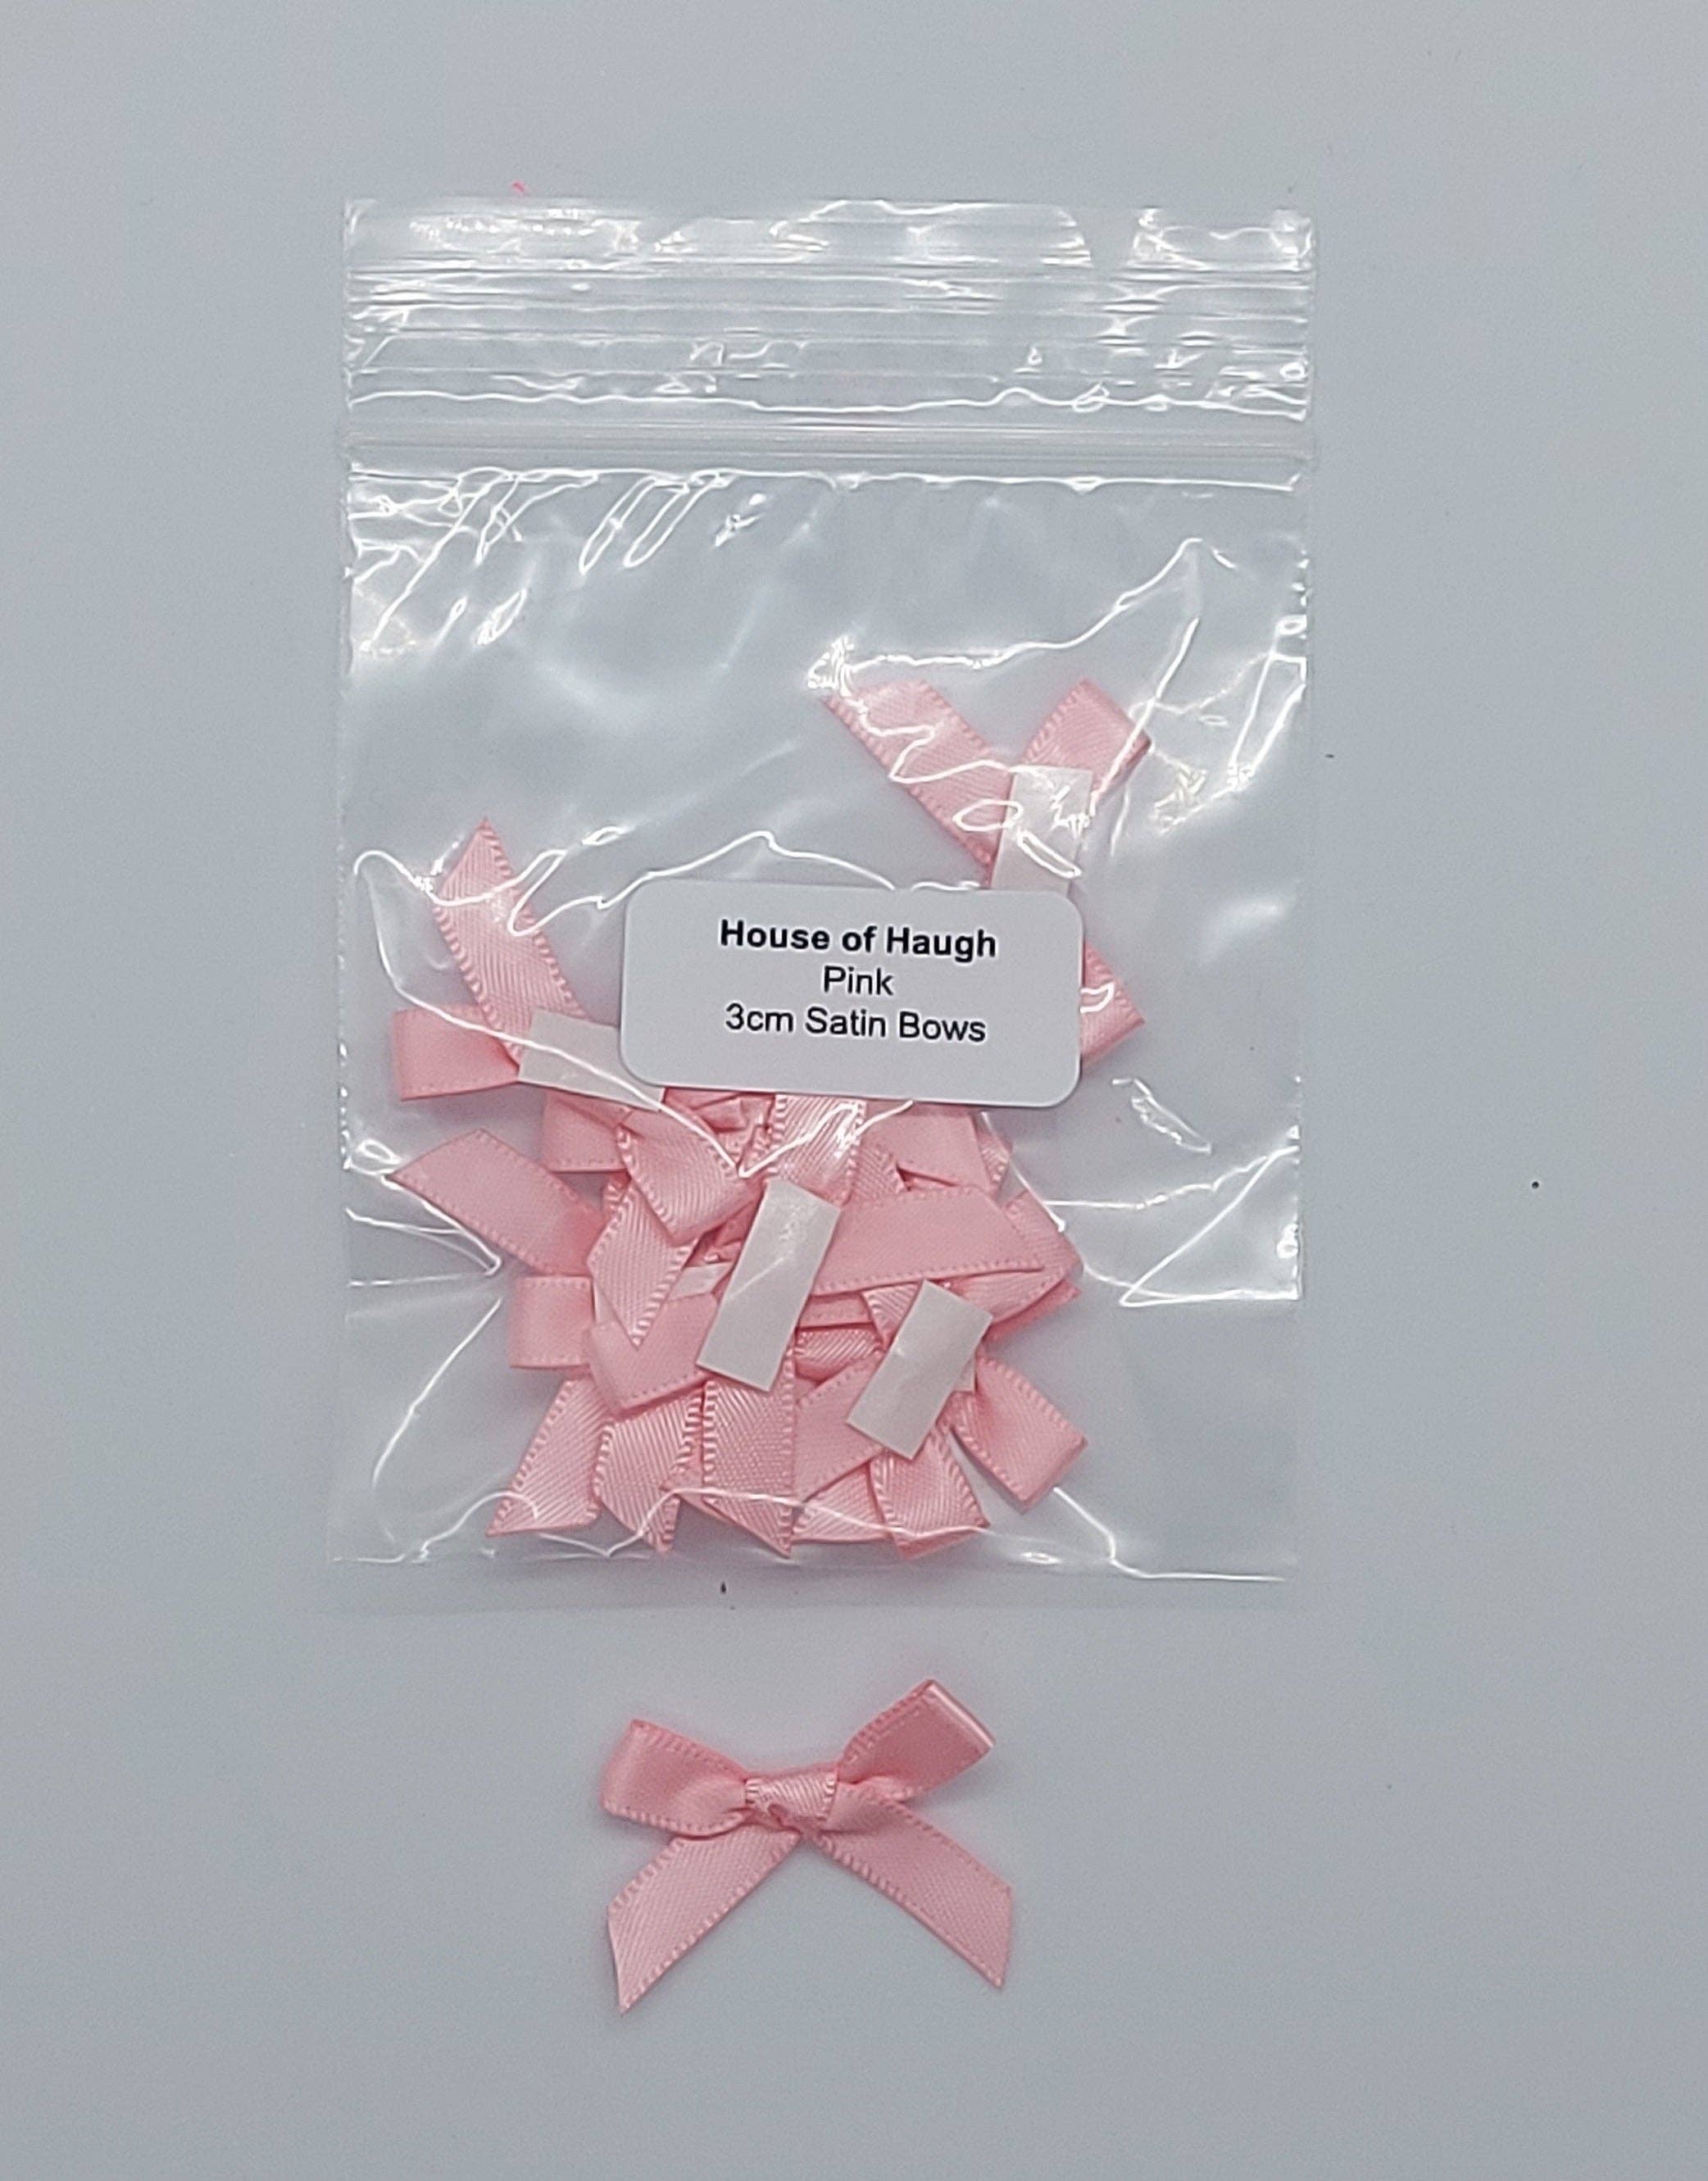 House of Haugh
Pink
3cm Satin Bows